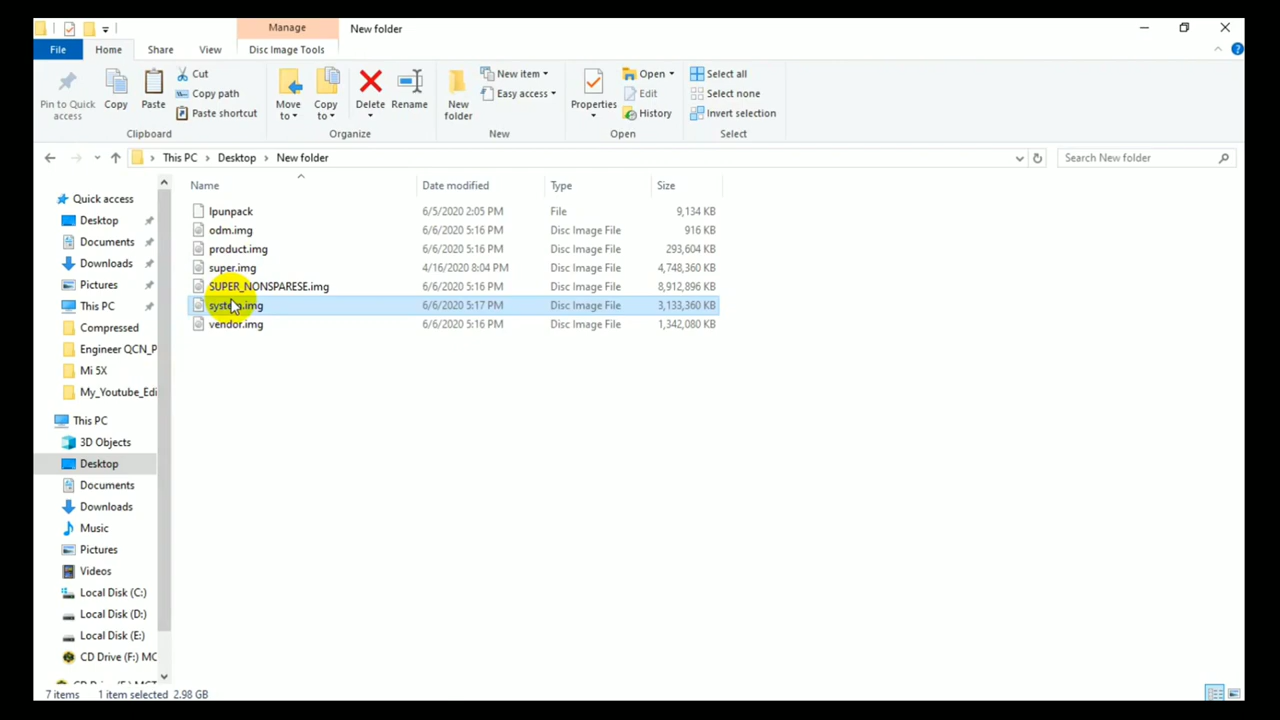 Manage
New folder
File
Home
Share
View
Disc Image Tools
Pin to Quick access
Copy
Paste
Cut
Copy path
Paste shortcut
Clipboard
Move to
Copy to
Delete
Rename
Organize
New folder
New item
Easy access
New
Properties
Open
Edit
History
Open
Select all
Select none
Invert selection
Select
This PC > Desktop > New folder
Search New folder
Name
Date modified
Type
Size
lpunpack 6/5/2020 2:05 PM File 9,134 KB
odm.img 6/6/2020 5:16 PM Disc Image File 916 KB
product.img 6/6/2020 5:16 PM Disc Image File 293,604 KB
super.img 4/16/2020 8:04 PM Disc Image File 4,748,360 KB
SUPER_NONSPARESE.img 6/6/2020 5:16 PM Disc Image File 8,912,896 KB
system.img 6/6/2020 5:17 PM Disc Image File 3,133,360 KB
vendor.img 6/6/2020 5:16 PM Disc Image File 1,342,080 KB
Quick access
Desktop
Documents
Downloads
Pictures
This PC
Compressed
Engineer QCN_P
Mi 5X
My_Youtube_Edi
This PC
3D Objects
Desktop
Documents
Downloads
Music
Pictures
Videos
Local Disk (C:)
Local Disk (D:)
Local Disk (E:)
CD Drive (F:) MC
7 items 1 item selected 2.98 GB